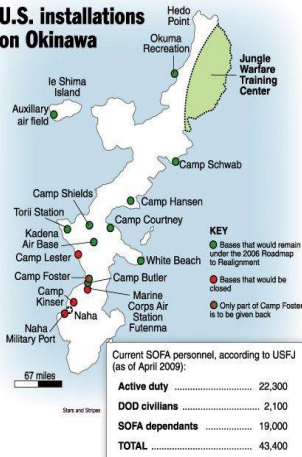 U.S. installations
on Okinawa
Hedo
Point
Okuma
Recreation
Jungle
Warfare
Training
Center
Ie Shima
Island
Auxillary
air field
Camp Schwab
Camp Shields
Camp Hansen
Torii Station
Camp Courtney
Kadena
Air Base
Camp Lester
White Beach
Camp Foster
Camp Butler
Camp
Kinser
Marine
Corps Air
Station
Futenma
Naha
Naha
Military Port
KEY
Bases that would remain
under the 2006 Roadmap
to Realignment
Bases that would be
closed
Only part of Camp Foster
is to be given back
67 miles
Stars and Stripes
Current SOFA personnel, according to USFJ
(as of April 2009):
Active duty ..................... 22,300
DOD civilians .................. 2,100
SOFA dependants ........... 19,000
TOTAL ............................ 43,400